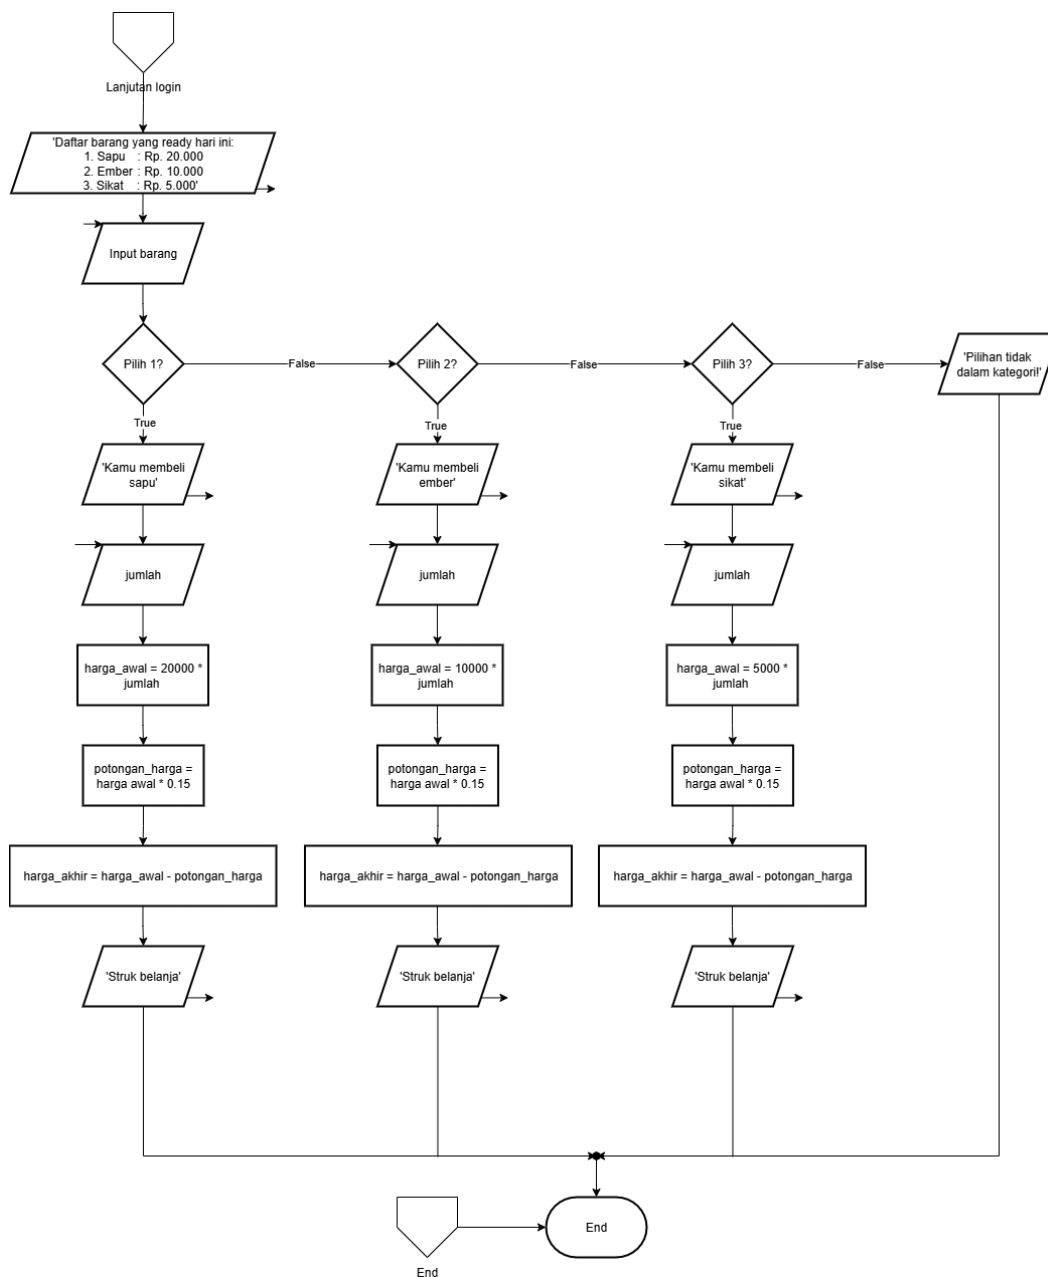 Lanjutan login
'Daftar barang yang ready hari ini:
1. Sapu : Rp. 20.000
2. Ember : Rp. 10.000
3. Sikat : Rp. 5.000'
Input barang
Pilih 1?
False
Pilih 2?
False
Pilih 3?
False
'Pilihan tidak
dalam kategori!'
True
True
True
'Kamu membeli
sapu'
'Kamu membeli
ember'
'Kamu membeli
sikat'
jumlah
jumlah
jumlah
harga_awal = 20000 *
jumlah
harga_awal = 10000 *
jumlah
harga_awal = 5000 *
jumlah
potongan_harga =
harga awal * 0.15
potongan_harga =
harga awal * 0.15
potongan_harga =
harga awal * 0.15
harga_akhir = harga_awal - potongan_harga
harga_akhir = harga_awal - potongan_harga
harga_akhir = harga_awal - potongan_harga
'Struk belanja'
'Struk belanja'
'Struk belanja'
End
End